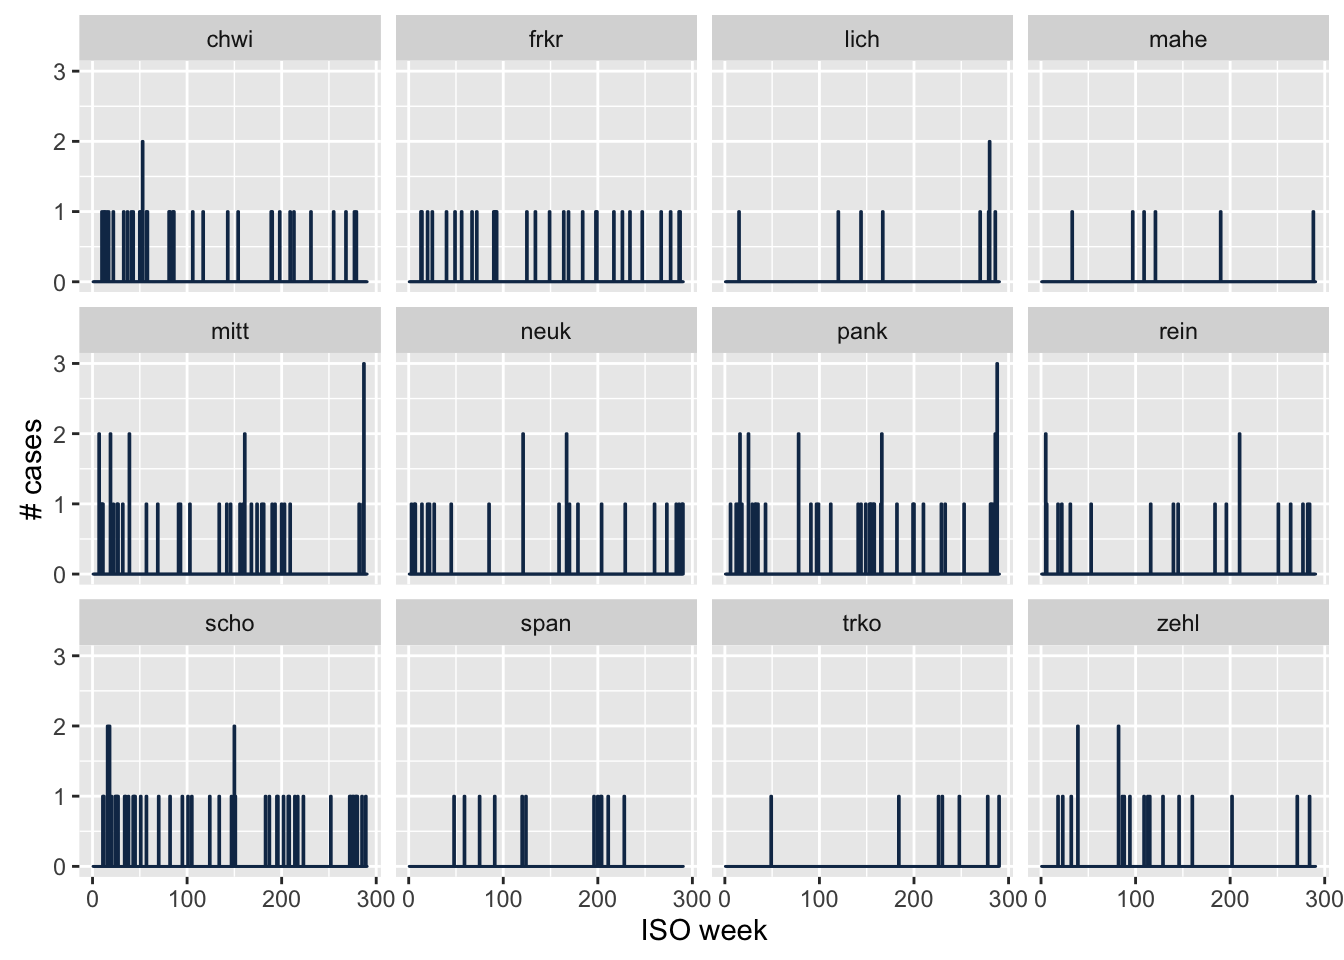 chwi frkr lich mahe
3
2
1
0
mitt neuk pank rein
3
2
1
0
# cases
scho span trko zehl
3
2
1
0
0 100 200 300 0 100 200 300 0 100 200 300 0 100 200 300
ISO week